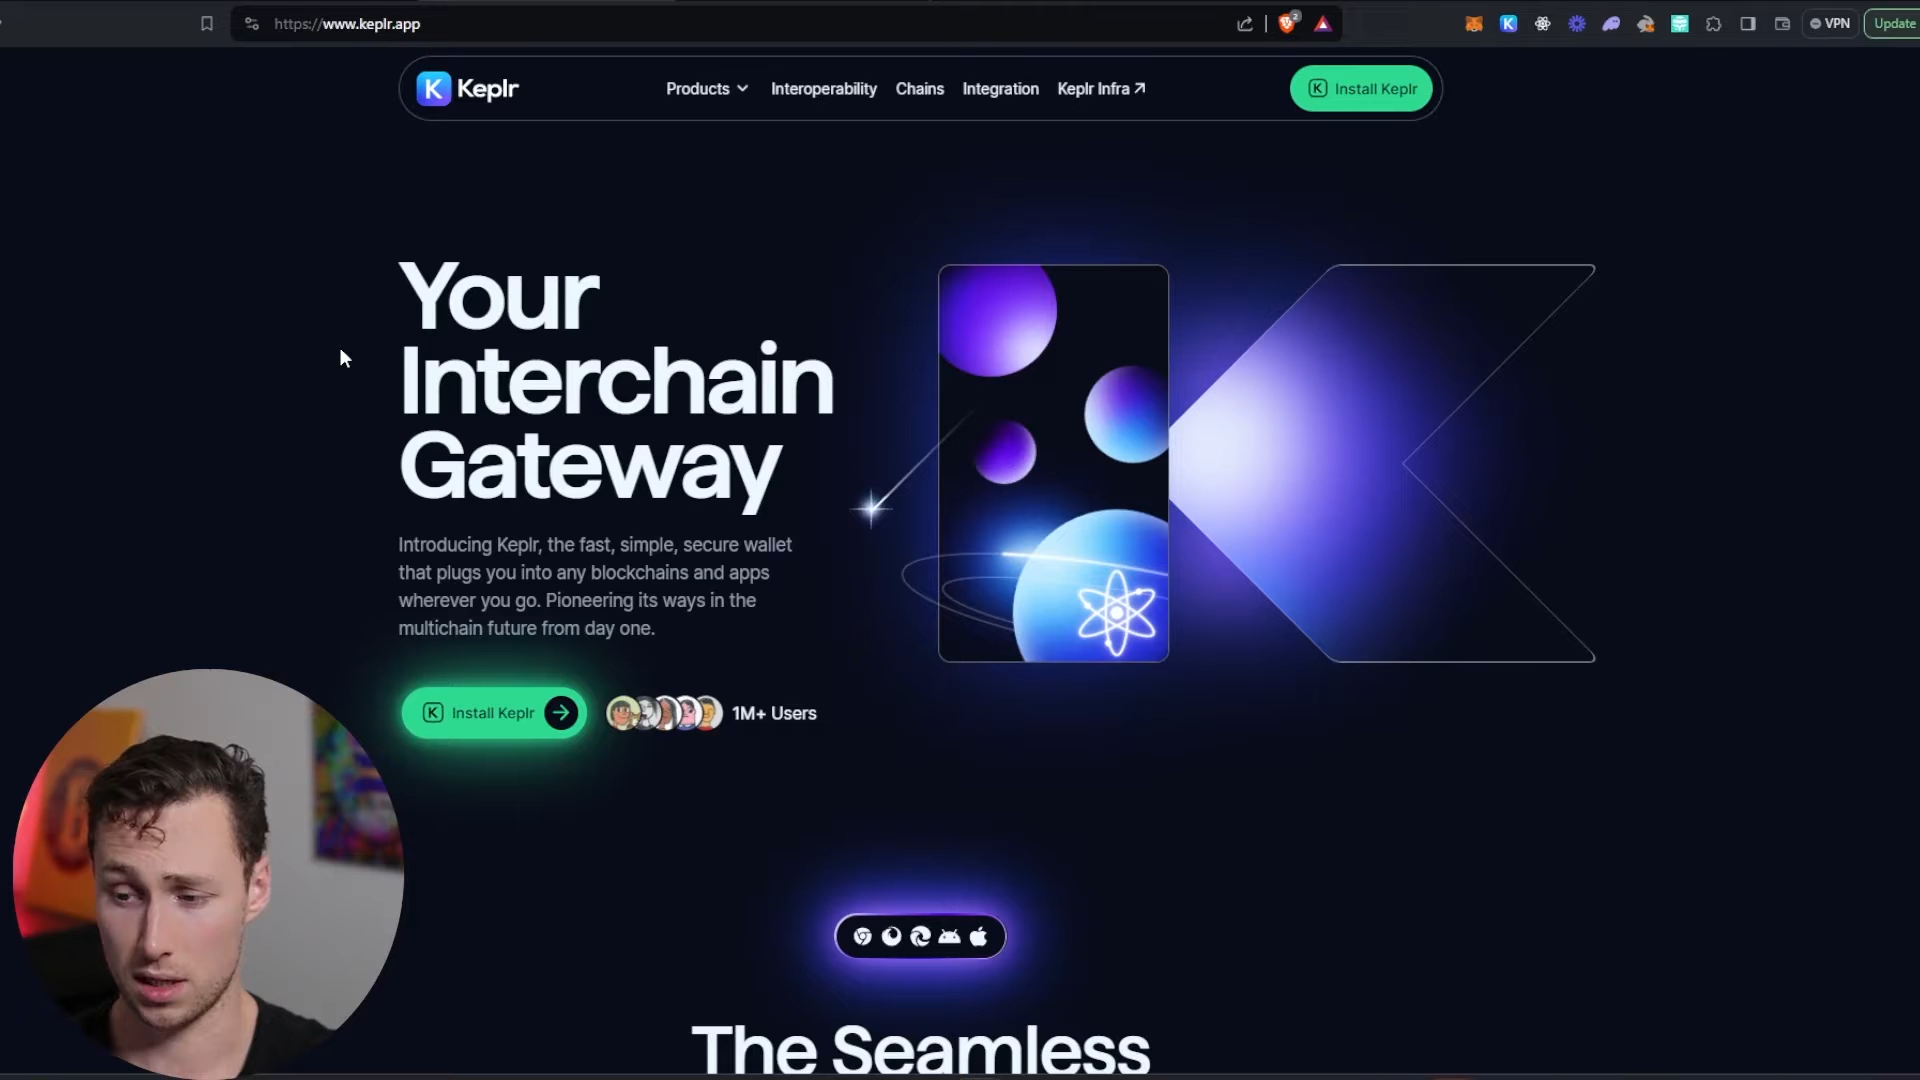 https://www.keplr.app
2
VPN
Update
K Keplr
Products
Interoperability
Chains
Integration
Keplr Infra
K Install Keplr
Your
Interchain
Gateway
Introducing Keplr, the fast, simple, secure wallet
that plugs you into any blockchains and apps
wherever you go. Pioneering its ways in the
multichain future from day one.
K Install Keplr
1M+ Users
The Seamless